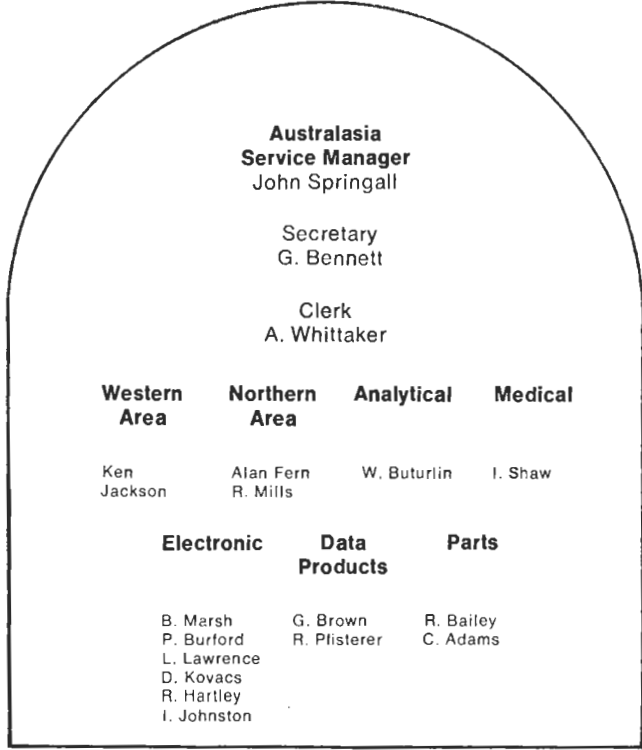 Australasia
Service Manager
John Springall
Secretary
G. Bennett
Clerk
A. Whittaker
Western Area
Ken Jackson
Northern Area
Alan Fern
R. Mills
Analytical
W. Buturlin
Medical
I. Shaw
Electronic
B. Marsh
P. Burford
L. Lawrence
D. Kovacs
R. Hartley
I. Johnston
Data Products
G. Brown
R. Pfisterer
Parts
R. Bailey
C. Adams